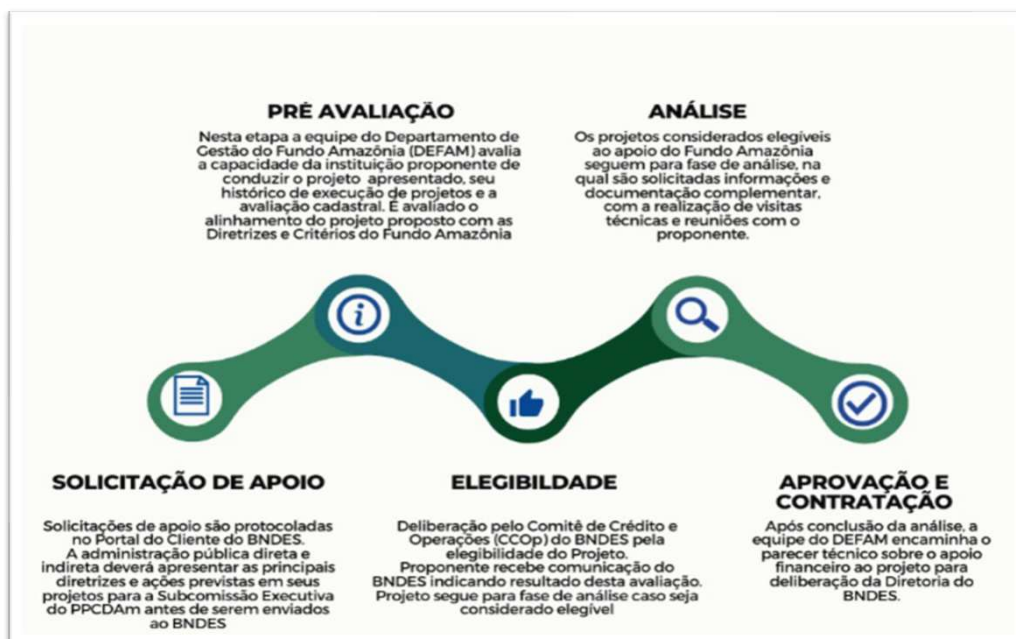 PRÉ AVALIAÇÃO
Nesta etapa a equipe do Departamento de
Gestão do Fundo Amazônia (DEFAM) avalia
a capacidade da instituição proponente de
conduzir o projeto apresentado, seu
histórico de execução de projetos e a
avaliação cadastral. É avaliado o
alinhamento do projeto proposto com as
Diretrizes e Critérios do Fundo Amazônia
ANÁLISE
Os projetos considerados elegíveis
ao apoio do Fundo Amazônia
seguem para fase de análise, na
qual são solicitadas informações e
documentação complementar,
com a realização de visitas
técnicas e reuniões com o
proponente.
i
SOLICITAÇÃO DE APOIO
Solicitações de apoio são protocoladas
no Portal do Cliente do BNDES.
A administração pública direta e
indireta deverá apresentar as principais
diretrizes e ações previstas em seus
projetos para a Subcomissão Executiva
do PPCDAm antes de serem enviados
ao BNDES
ELEGIBILDADE
Deliberação pelo Comitê de Crédito e
Operações (CCOp) do BNDES pela
elegibilidade do Projeto.
Proponente recebe comunicação do
BNDES indicando resultado desta avaliação.
Projeto segue para fase de análise caso seja
considerado elegível
APROVAÇÃO E
CONTRATAÇÃO
Após conclusão da análise, a
equipe do DEFAM encaminha o
parecer técnico sobre o apoio
financeiro ao projeto para
deliberação da Diretoria do
BNDES.